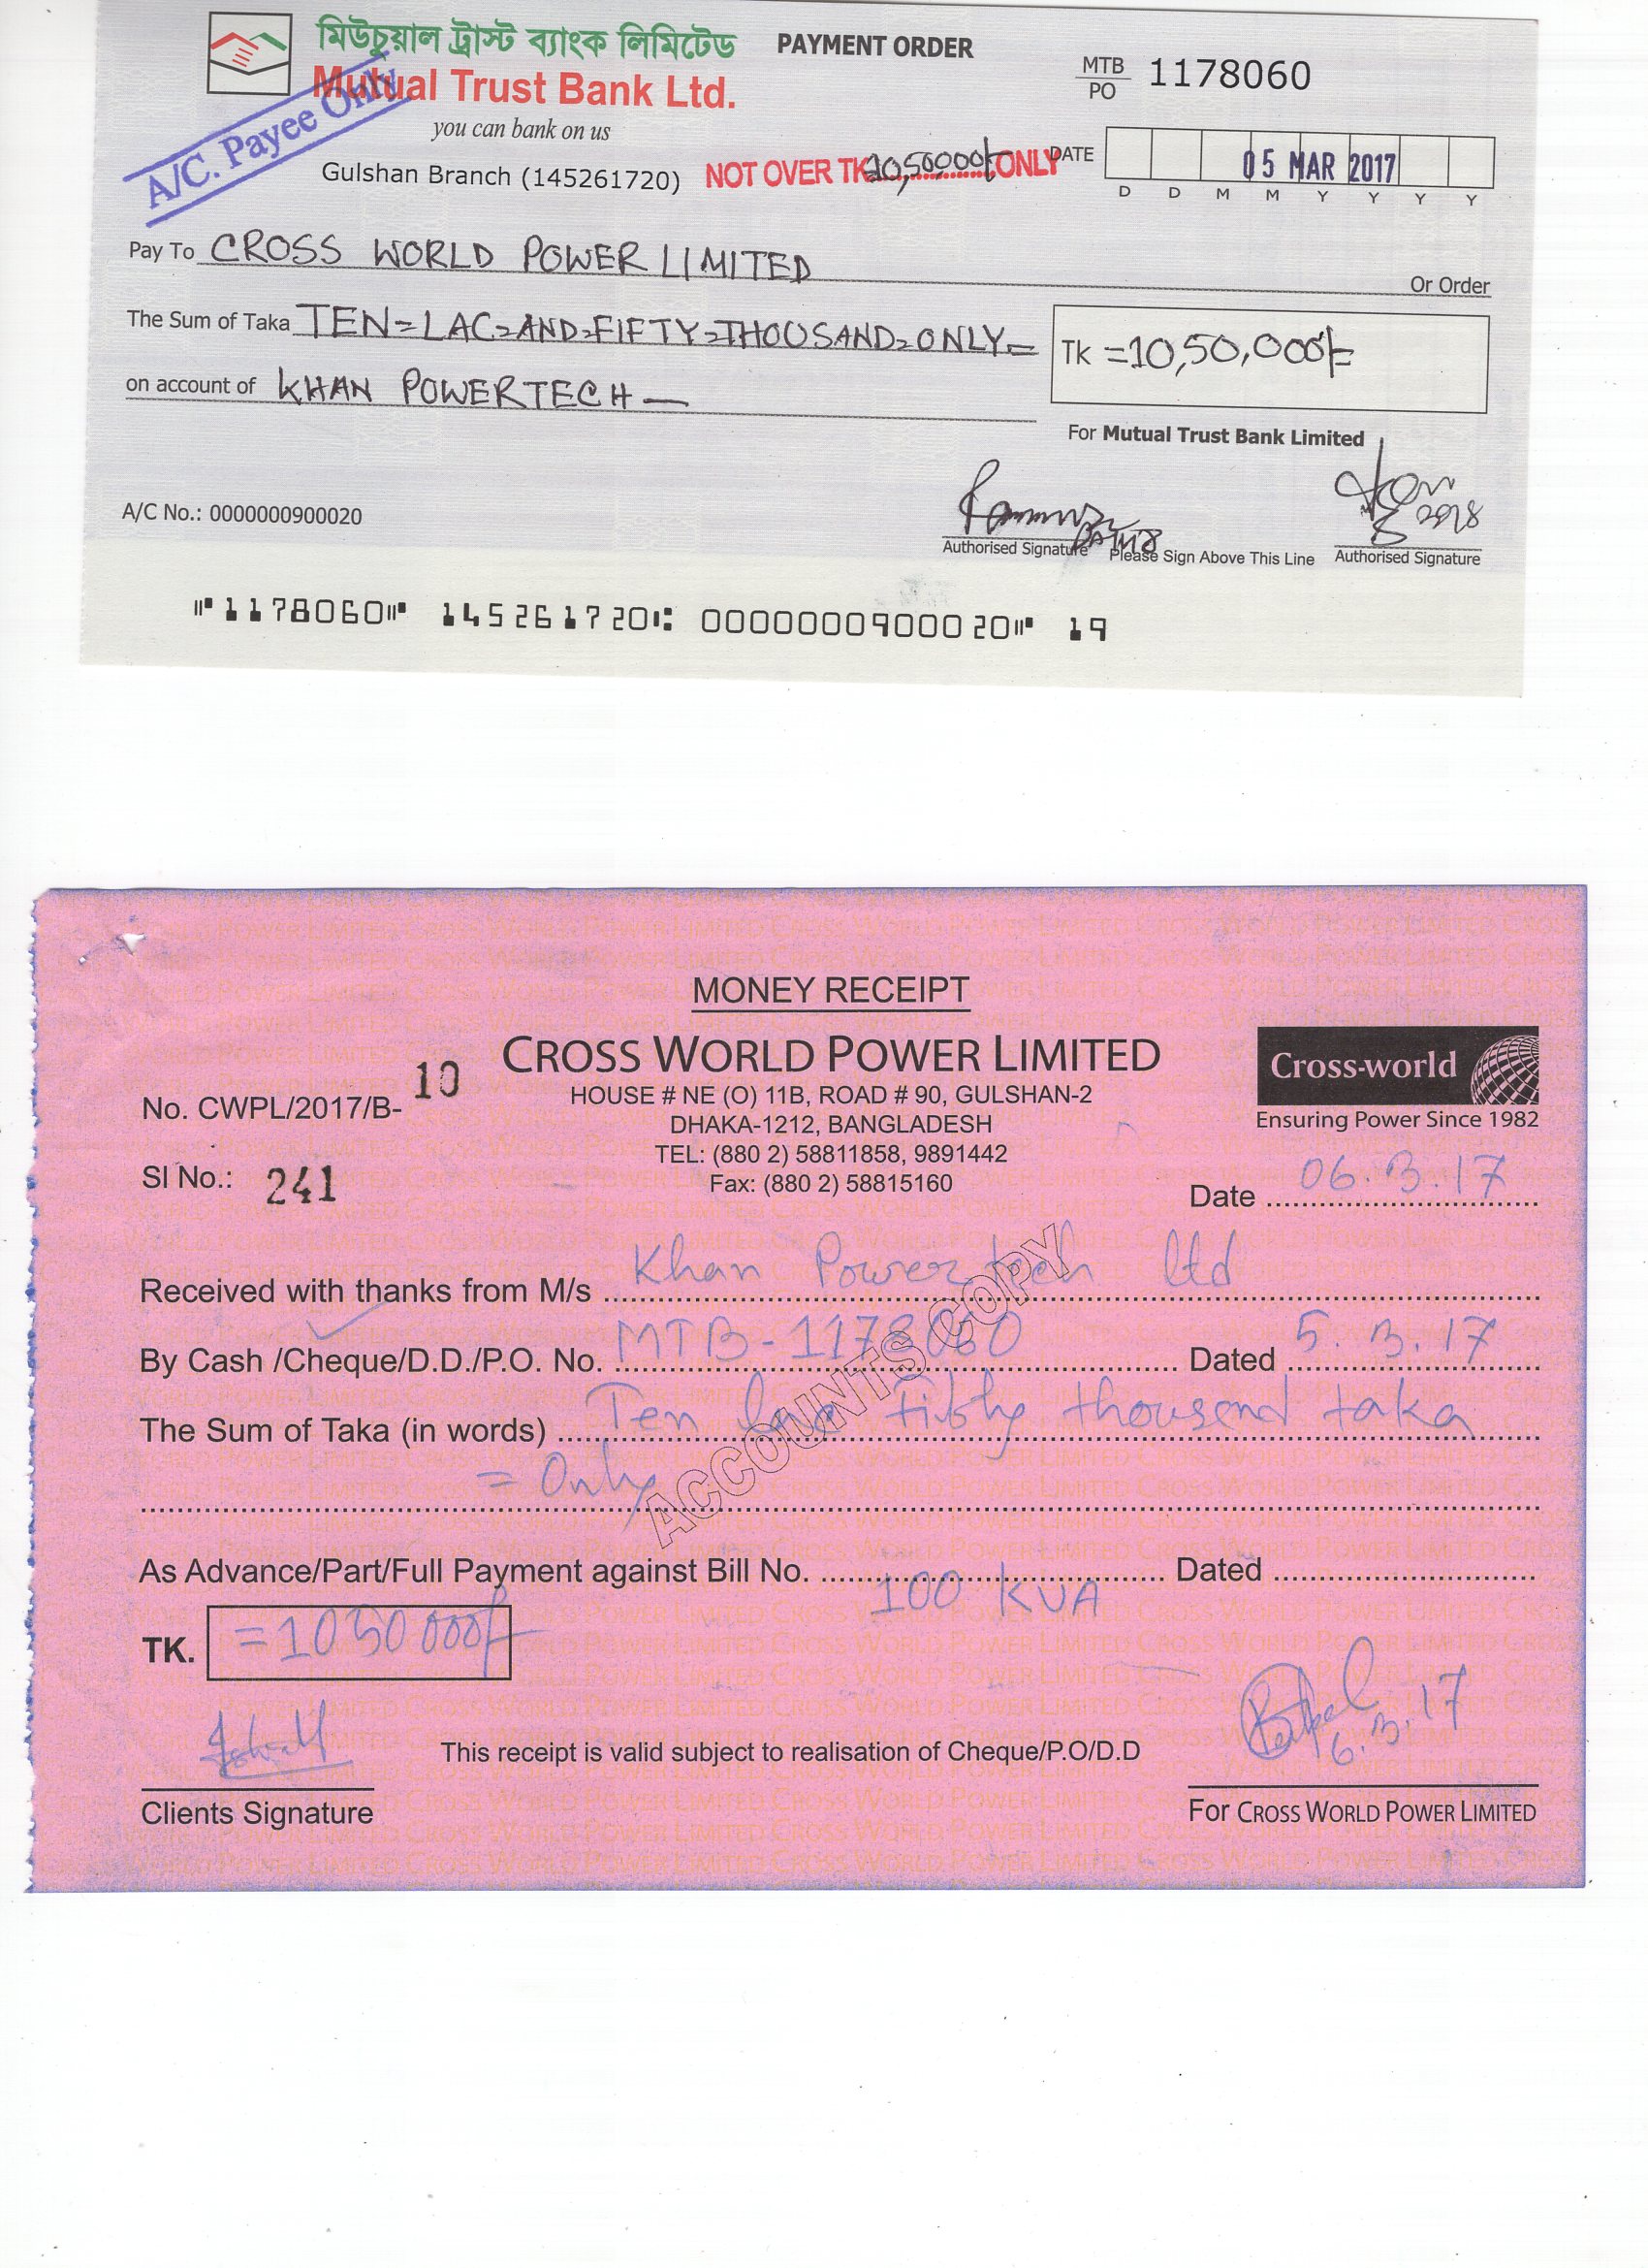 মিউচুয়াল ট্রাস্ট ব্যাংক লিমিটেড
PAYMENT ORDER
Mutual Trust Bank Ltd.
MTB PO 1178060
you can bank on us
A/C. Payee Only
Gulshan Branch (145261720)
NOT OVER TK 10,50,000/- ONLY
DATE 05 MAR 2017
D D M M Y Y Y Y
Pay To CROSS WORLD POWER LIMITED
Or Order
The Sum of Taka TEN=LAC=AND=FIFTY=THOUSAND=ONLY=
TK =10,50,000/=
on account of KHAN POWERTECH —
For Mutual Trust Bank Limited
A/C No.: 0000000900020
Authorised Signature Please Sign Above This Line Authorised Signature
⑈1178060⑈ 145261720⑆ 0000000900020⑈ 19
MONEY RECEIPT
CROSS WORLD POWER LIMITED
Cross-world
Ensuring Power Since 1982
HOUSE # NE (O) 11B, ROAD # 90, GULSHAN-2
No. CWPL/2017/B- 10
DHAKA-1212, BANGLADESH
TEL: (880 2) 58811858, 9891442
Sl No.: 241
Fax: (880 2) 58815160
Date 06.3.17
Received with thanks from M/s Khan Power tech ltd
By Cash /Cheque/D.D./P.O. No. MTB-1178060 Dated 5.3.17
The Sum of Taka (in words) Ten lac fifty thousand taka
= Only
ACCOUNTS COPY
As Advance/Part/Full Payment against Bill No. 100 KVA Dated
TK. =1050000/-
6.3.17
This receipt is valid subject to realisation of Cheque/P.O/D.D
Clients Signature
For CROSS WORLD POWER LIMITED